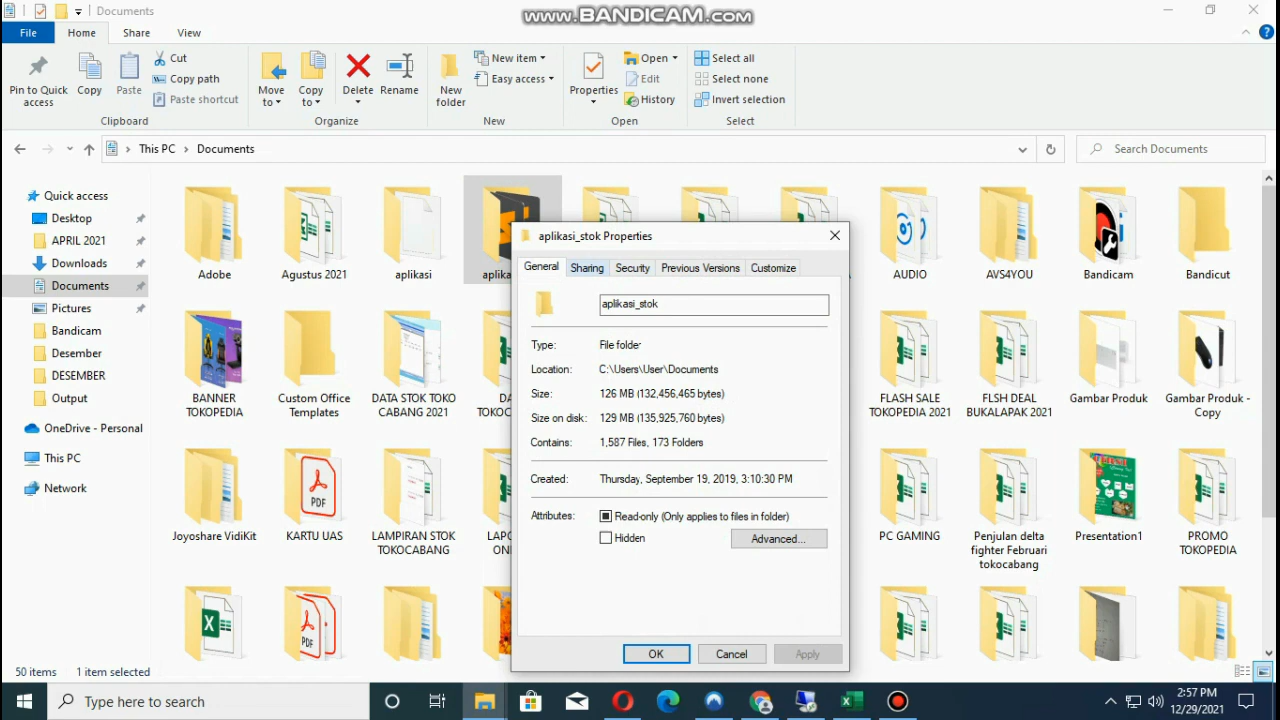 Documents
www.BANDICAM.com
File Home Share View
Pin to Quick access
Copy
Paste
Cut
Copy path
Paste shortcut
Move to
Copy to
Delete
Rename
New folder
New item
Easy access
Properties
Open
Edit
History
Select all
Select none
Invert selection
Clipboard Organize New Open Select
This PC > Documents
Search Documents
Quick access
Desktop
APRIL 2021
Downloads
Documents
Pictures
Bandicam
Desember
DESEMBER
Output
OneDrive - Personal
This PC
Network
Adobe
Agustus 2021
aplikasi
AUDIO
AVS4YOU
Bandicam
Bandicut
BANNER TOKOPEDIA
Custom Office Templates
DATA STOK TOKO CABANG 2021
FLASH SALE TOKOPEDIA 2021
FLSH DEAL BUKALAPAK 2021
Gambar Produk
Gambar Produk - Copy
Joyoshare VidiKit
KARTU UAS
LAMPIRAN STOK TOKOCABANG
PC GAMING
Penjulan delta fighter Februari tokocabang
Presentation1
PROMO TOKOPEDIA
aplikasi_stok Properties
General Sharing Security Previous Versions Customize
aplikasi_stok
Type: File folder
Location: C:\Users\User\Documents
Size: 126 MB (132,456,465 bytes)
Size on disk: 129 MB (135,925,760 bytes)
Contains: 1,587 Files, 173 Folders
Created: Thursday, September 19, 2019, 3:10:30 PM
Attributes: Read-only (Only applies to files in folder)
Hidden
Advanced...
OK Cancel Apply
50 items 1 item selected
Type here to search
2:57 PM
12/29/2021